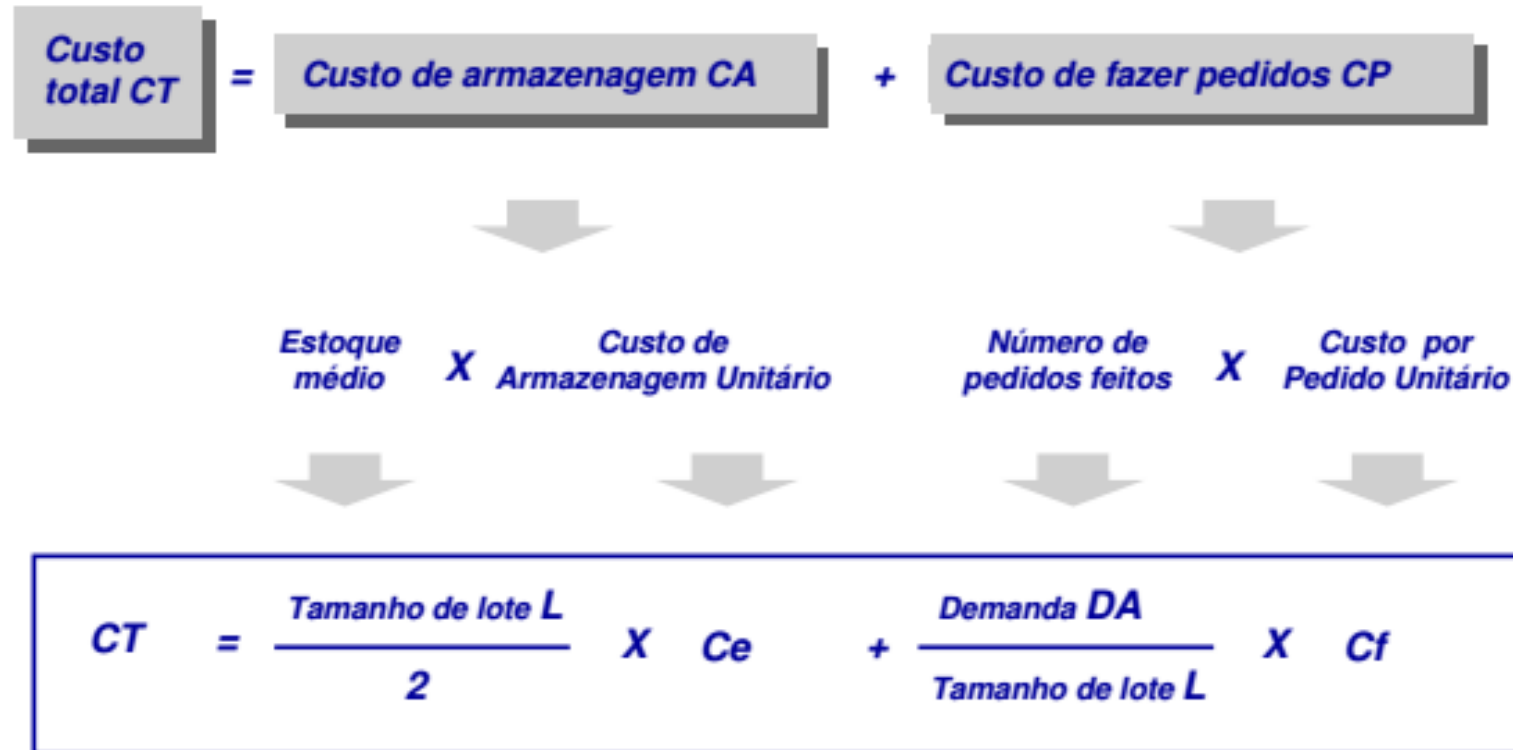 Custo
total CT = Custo de armazenagem CA + Custo de fazer pedidos CP
Estoque
médio X Custo de
Armazenagem Unitário
Número de
pedidos feitos X Custo por
Pedido Unitário
CT = Tamanho de lote L
2
X Ce + Demanda DA
Tamanho de lote L
X Cf